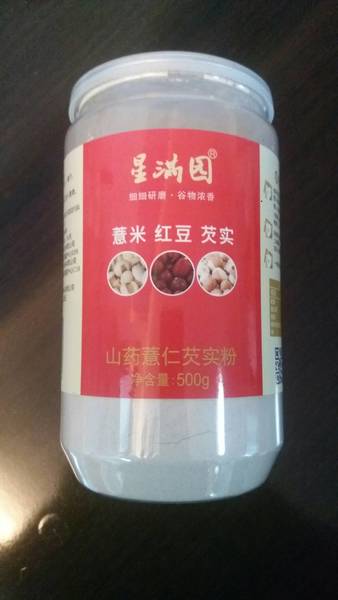 星满园®
细细研磨·谷物浓香
薏米 红豆 芡实
山药薏仁芡实粉
净含量:500g